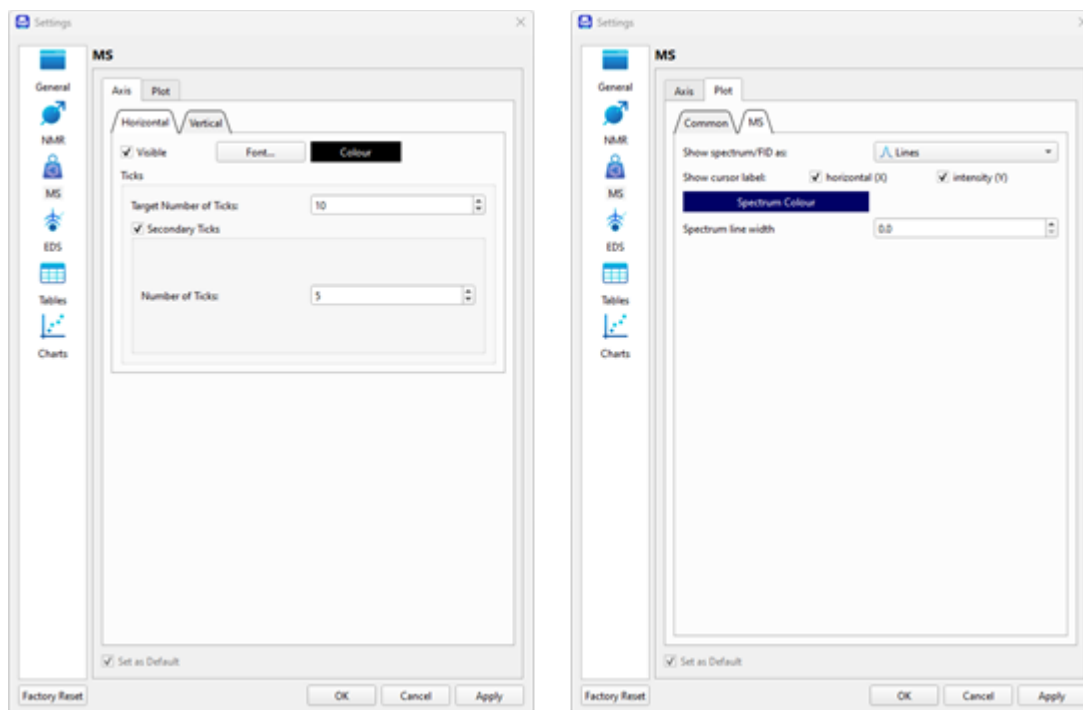 Settings
MS
General
NMR
MS
EDS
Tables
Charts
Axis Plot
Horizontal Vertical
Visible Font... Colour
Ticks
Target Number of Ticks: 10
Secondary Ticks
Number of Ticks: 5
Set as Default
Factory Reset OK Cancel Apply
Settings
MS
General
NMR
MS
EDS
Tables
Charts
Axis Plot
Common MS
Show spectrum/FID as: Lines
Show cursor label: horizontal (X) intensity (Y)
Spectrum Colour
Spectrum line width 0.0
Set as Default
Factory Reset OK Cancel Apply